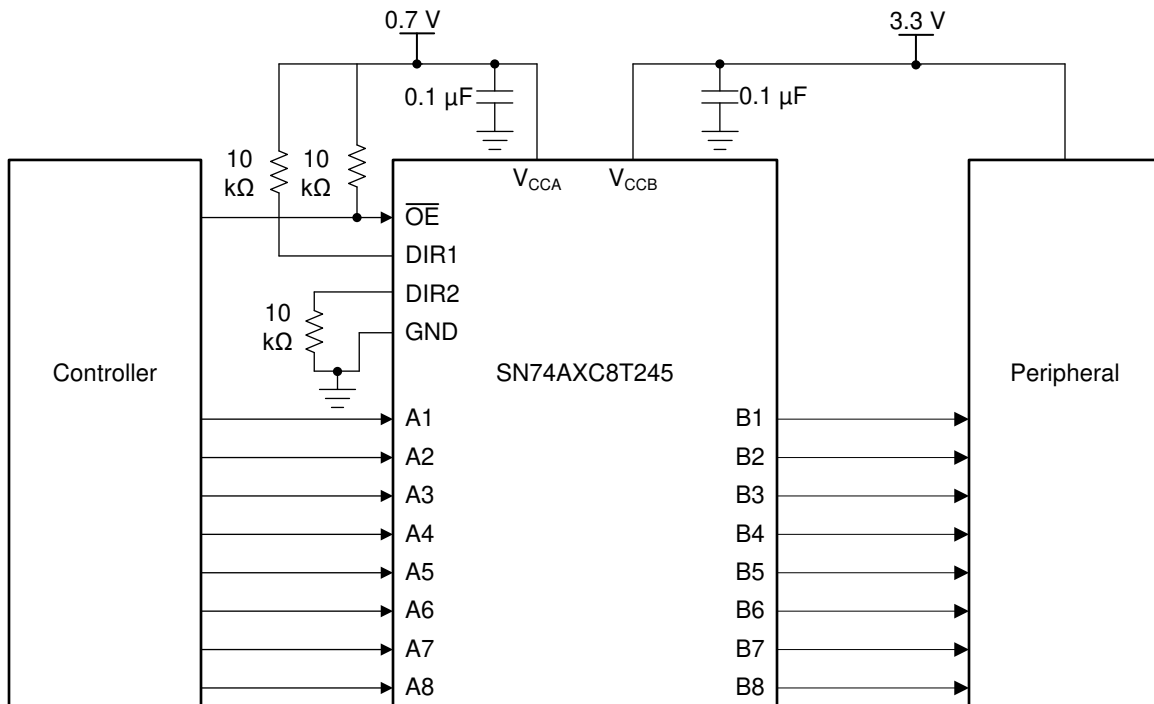 0.7 V
3.3 V
0.1 µF
0.1 µF
10
kΩ
10
kΩ
VCCA
VCCB
OE
DIR1
DIR2
10
kΩ
GND
Controller
SN74AXC8T245
Peripheral
A1
B1
A2
B2
A3
B3
A4
B4
A5
B5
A6
B6
A7
B7
A8
B8